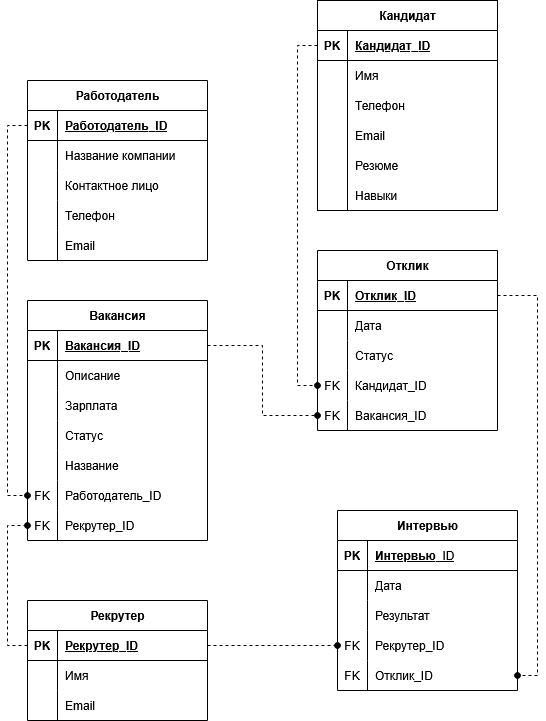 Кандидат
PK Кандидат_ID
Имя
Телефон
Email
Резюме
Навыки
Работодатель
PK Работодатель_ID
Название компании
Контактное лицо
Телефон
Email
Отклик
PK Отклик_ID
Дата
Статус
FK Кандидат_ID
FK Вакансия_ID
Вакансия
PK Вакансия_ID
Описание
Зарплата
Статус
Название
FK Работодатель_ID
FK Рекрутер_ID
Интервью
PK Интервью_ID
Дата
Результат
FK Рекрутер_ID
FK Отклик_ID
Рекрутер
PK Рекрутер_ID
Имя
Email